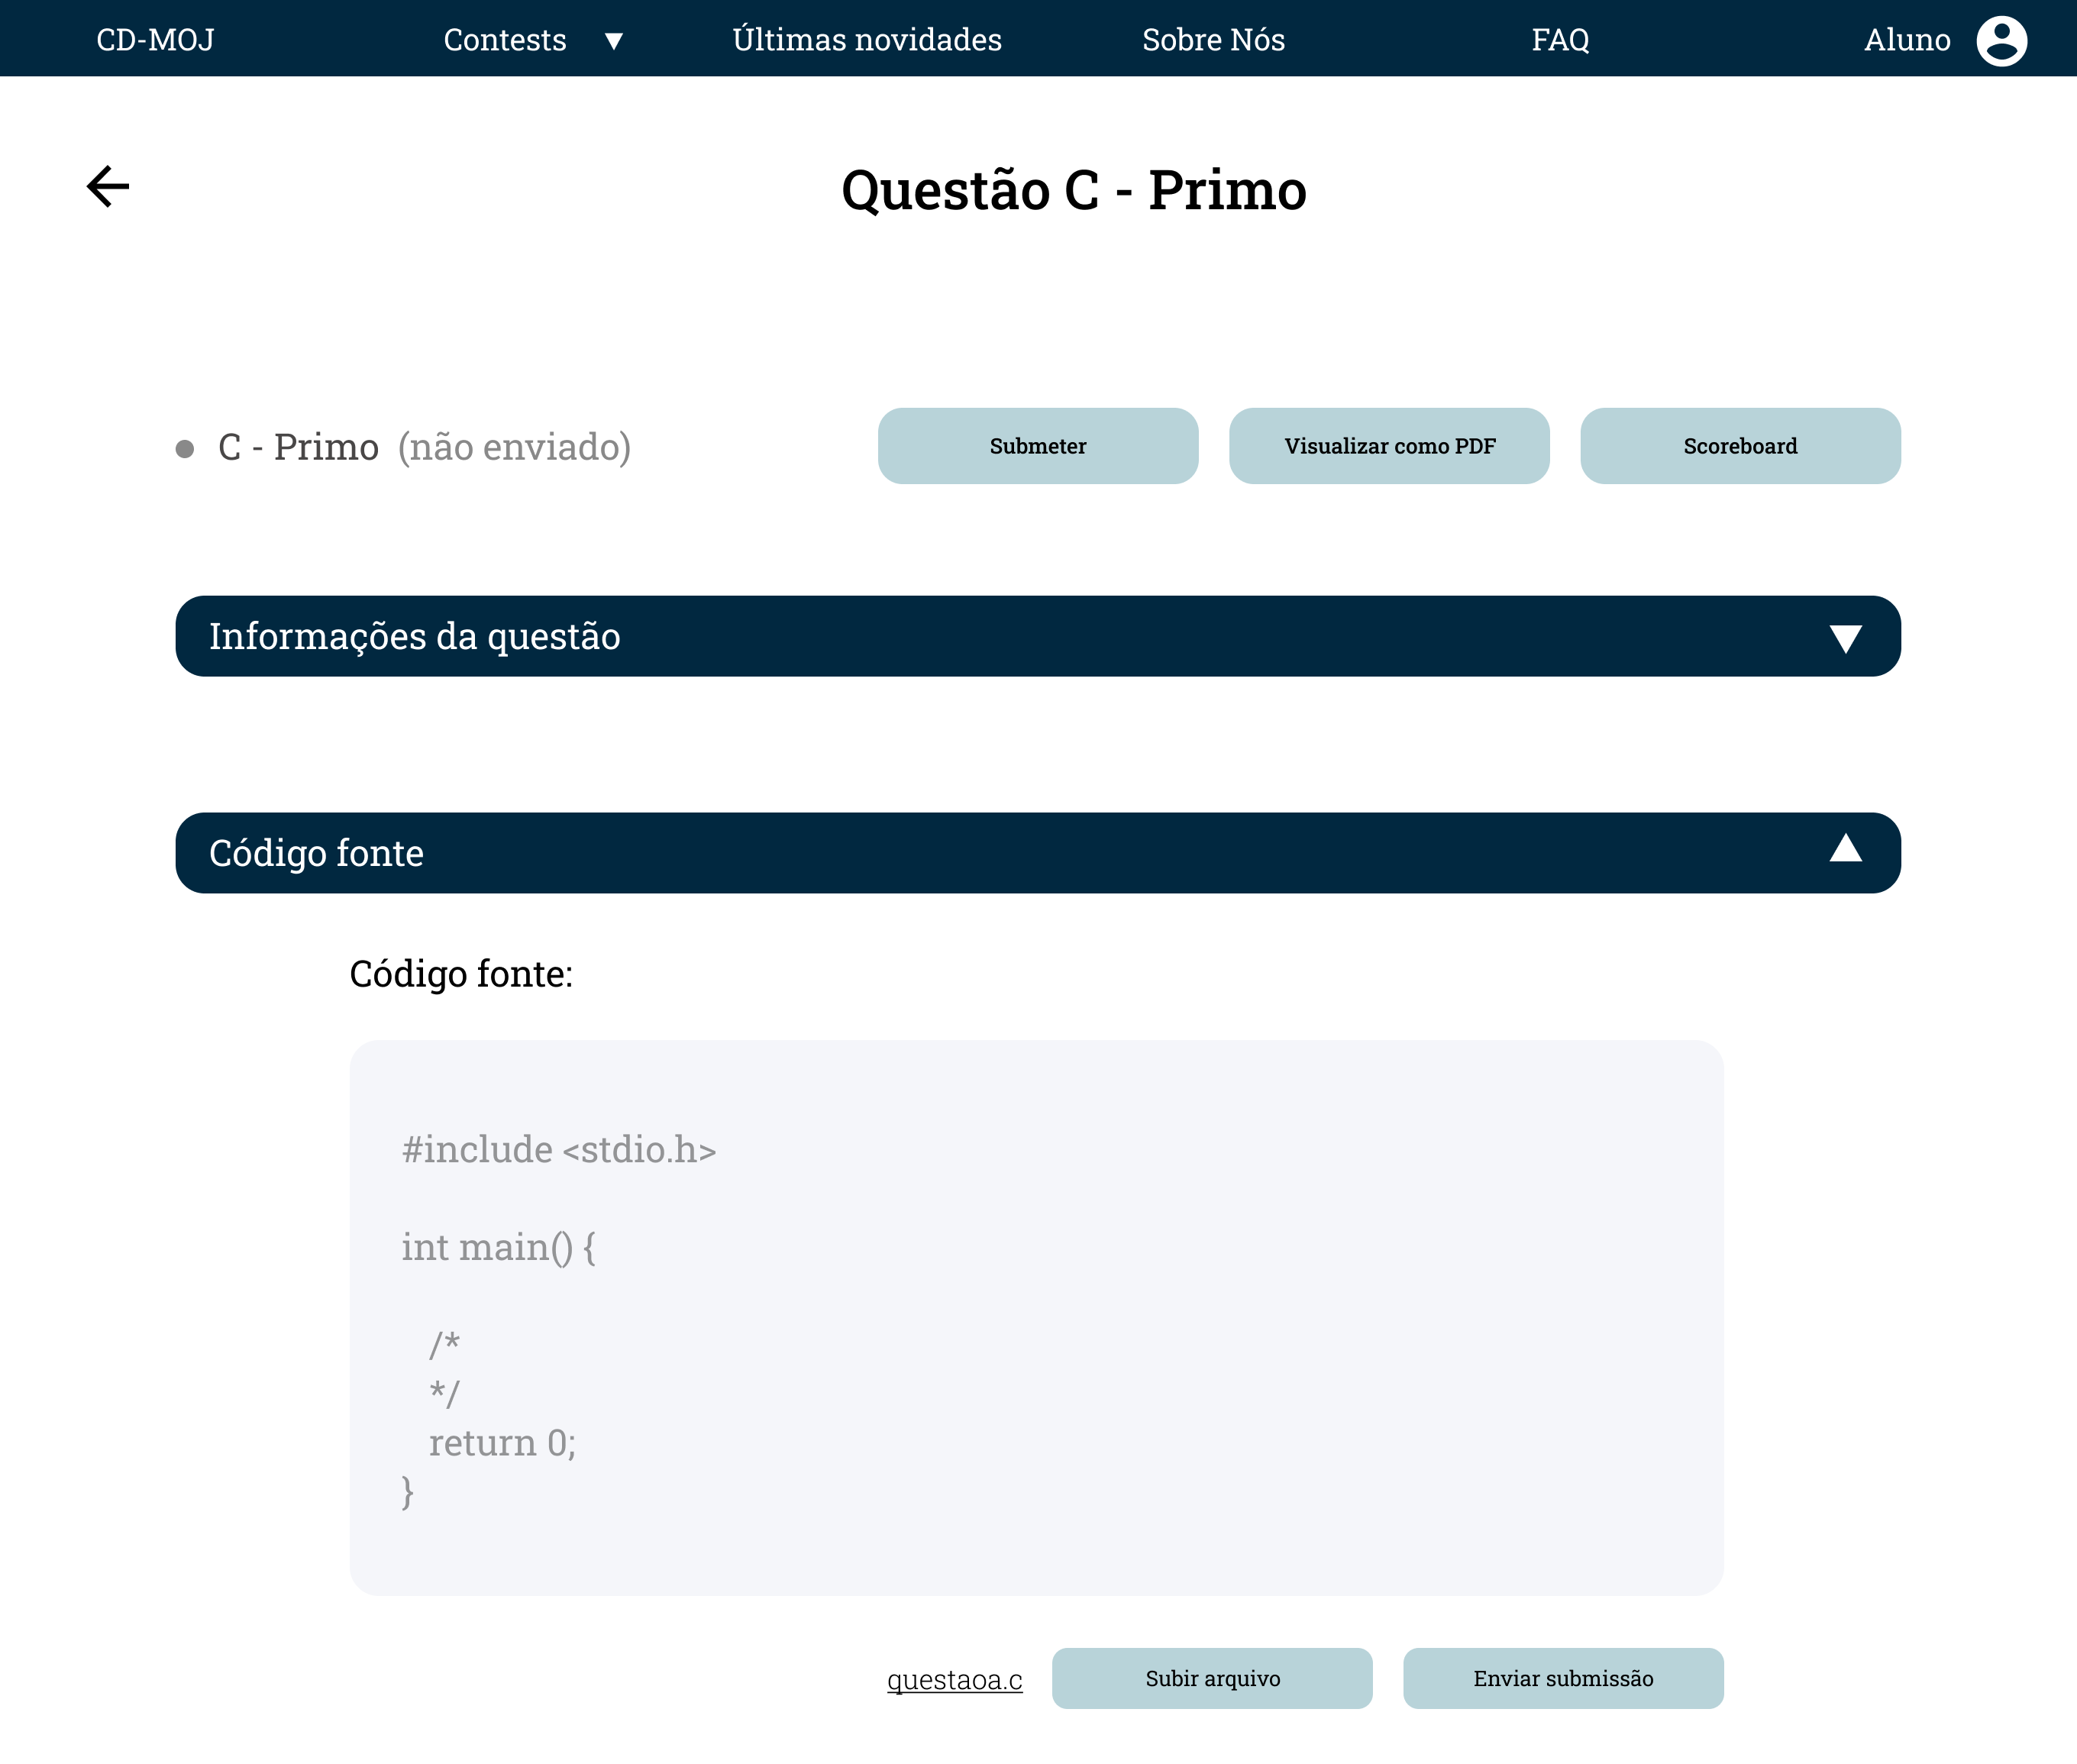 CD-MOJ Contests ▼ Últimas novidades Sobre Nós FAQ Aluno
Questão C - Primo
C - Primo (não enviado) Submeter Visualizar como PDF Scoreboard
Informações da questão
Código fonte
Código fonte:
#include <stdio.h>
int main() {
/*
*/
return 0;
}
questaoa.c Subir arquivo Enviar submissão